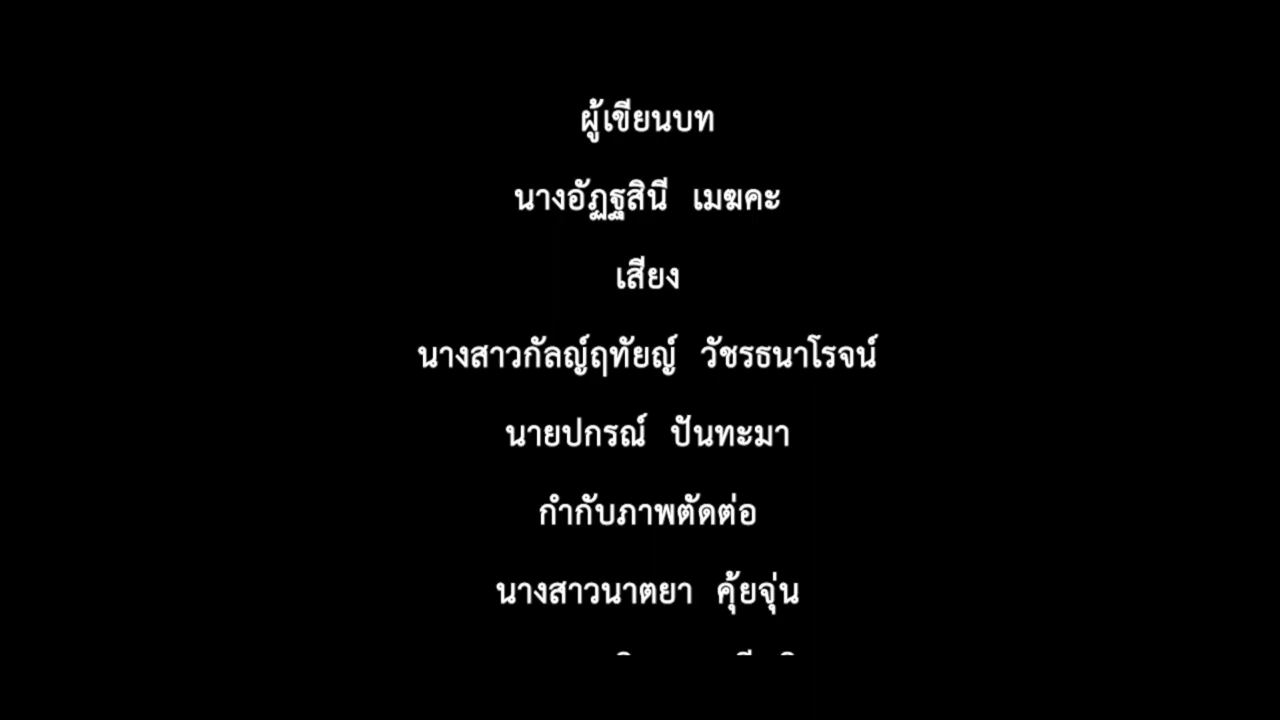 ผู้เขียนบท
นางอัฏฐสินี เมฆคะ
เสียง
นางสาวกัลญ์ฤทัยญ์ วัชรธนาโรจน์
นายปกรณ์ ปันทะมา
กำกับภาพตัดต่อ
นางสาวนาตยา คุ้ยจุ่น